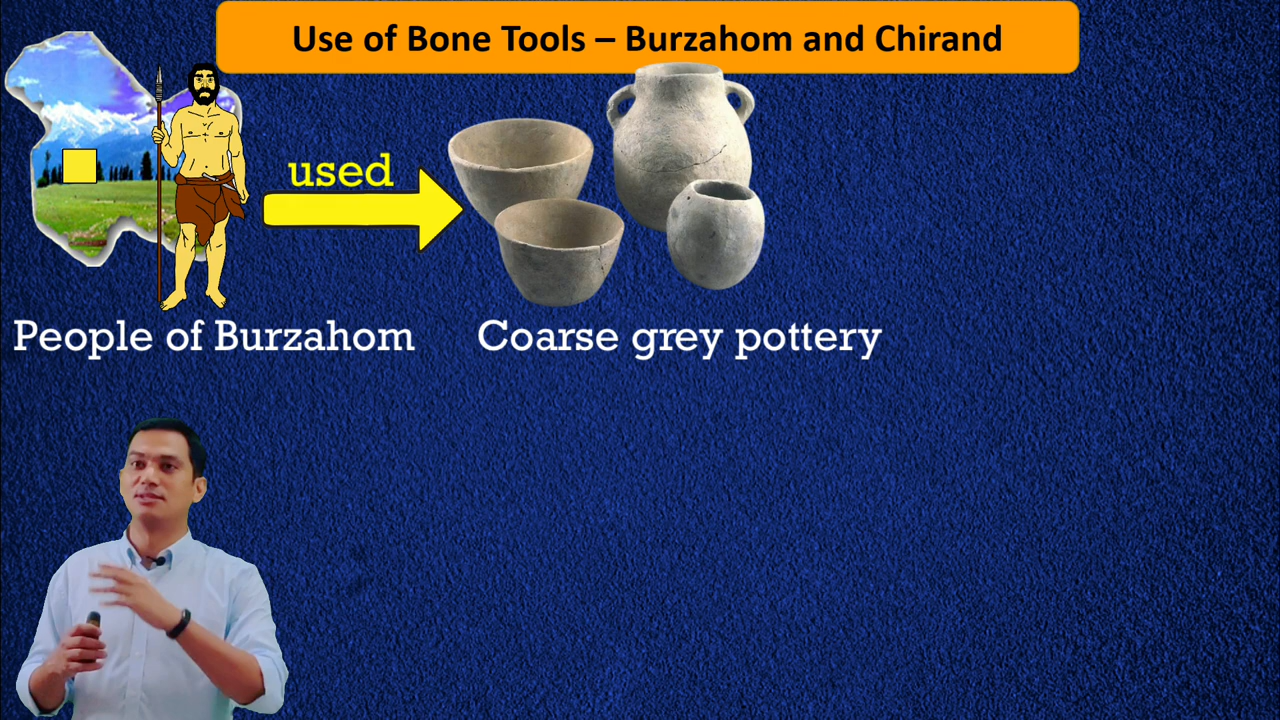 Use of Bone Tools – Burzahom and Chirand
used
People of Burzahom
Coarse grey pottery